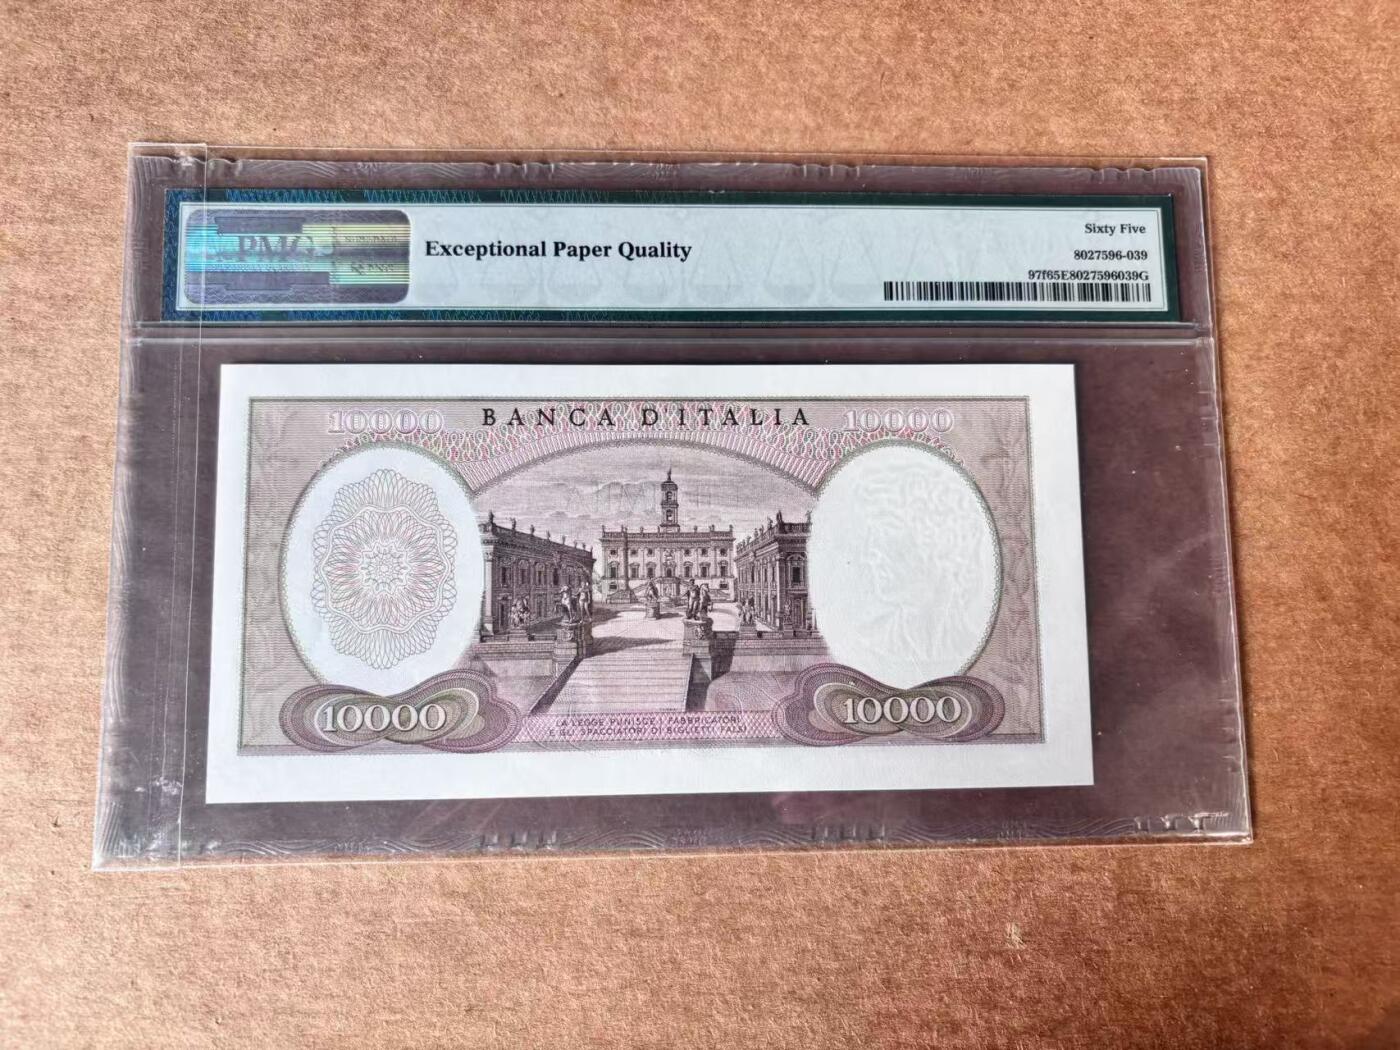 PMG
Exceptional Paper Quality
Sixty Five
8027596-039
97f65E8027596039G
10000 BANCA D'ITALIA 10000
10000
LA LEGGE PUNISCE I FABBRICATORI
E GLI SPACCIATORI DI BIGLIETTI FALSI
10000